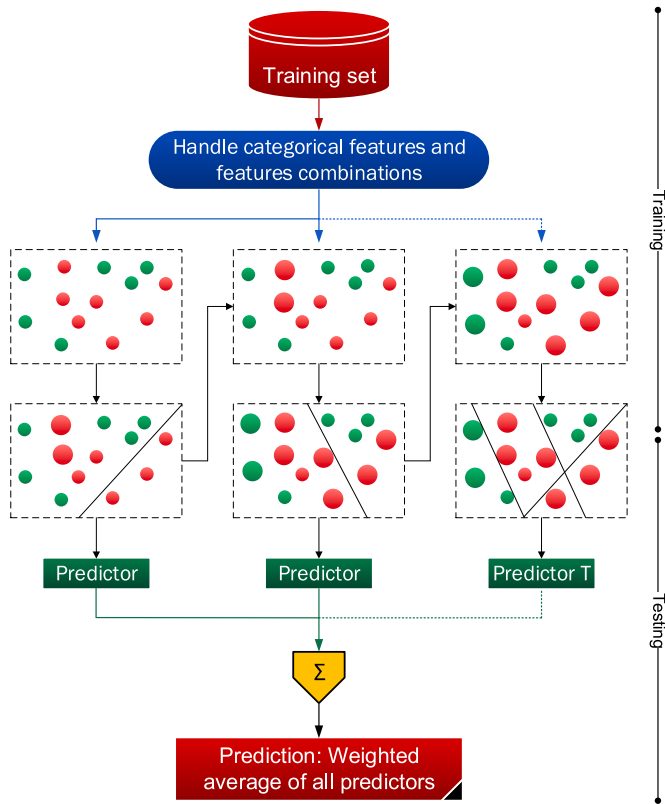 Training set
Handle categorical features and
features combinations
Training
Predictor
Predictor
Predictor T
Testing
Σ
Prediction: Weighted
average of all predictors